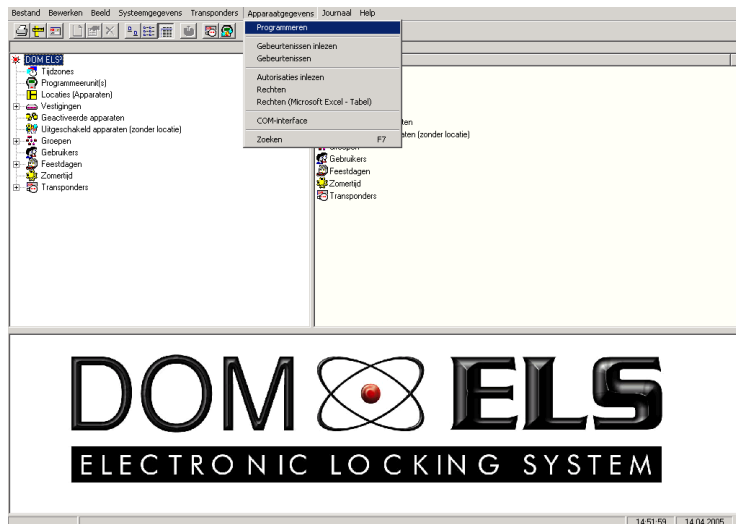 Bestand Bewerken Beeld Systeemgegevens Transponders Apparaatgegevens Journaal Help
Programmeren
Gebeurtenissen inlezen
Gebeurtenissen
Autorisaties inlezen
Rechten
Rechten (Microsoft Excel - Tabel)
COM-interface
Zoeken F7
DOM ELS²
Tijdzones
Programmeerunit(s)
Locaties (Apparaten)
Vestigingen
Geactiveerde apparaten
Uitgeschakeld apparaten (zonder locatie)
Groepen
Gebruikers
Feestdagen
Zomertijd
Transponders
ten
aten (zonder locatie)
Groepen
Gebruikers
Feestdagen
Zomertijd
Transponders
DOM ELS
ELECTRONIC LOCKING SYSTEM
14:51:59 14.04.2005